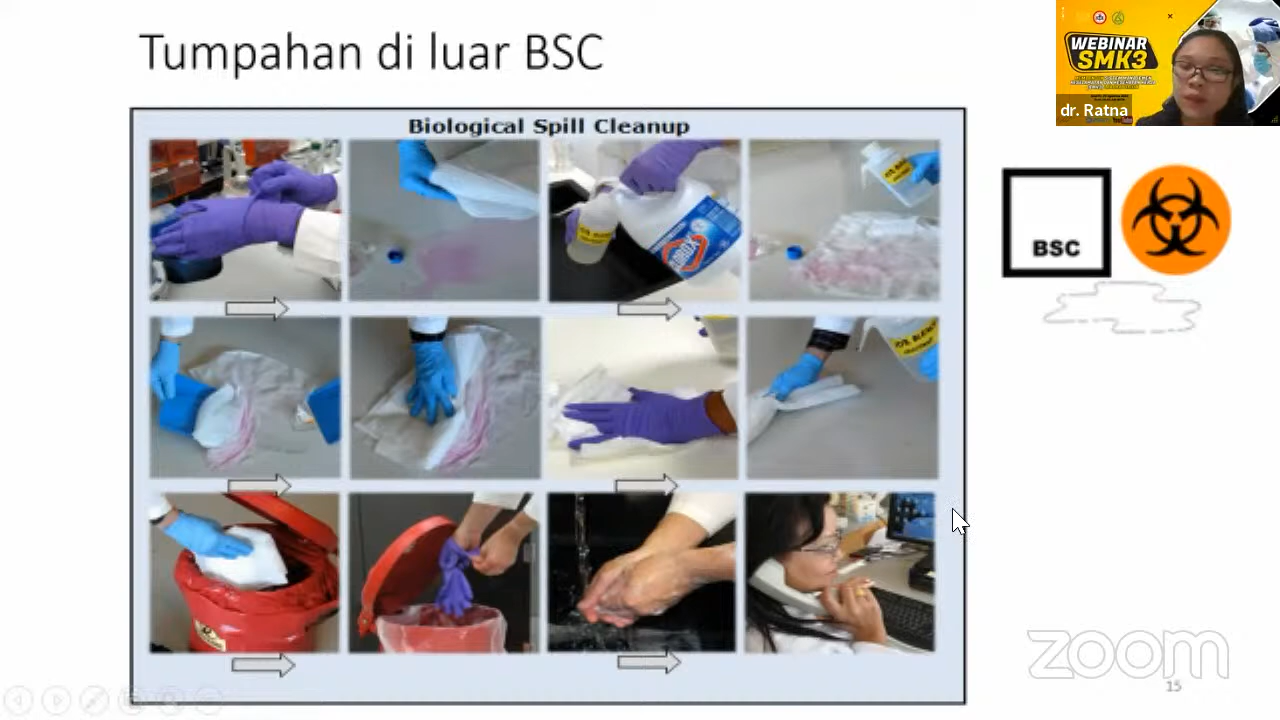 Tumpahan di luar BSC
WEBINAR
SMK3
dr. Ratna
Biological Spill Cleanup
BSC
zoom
15